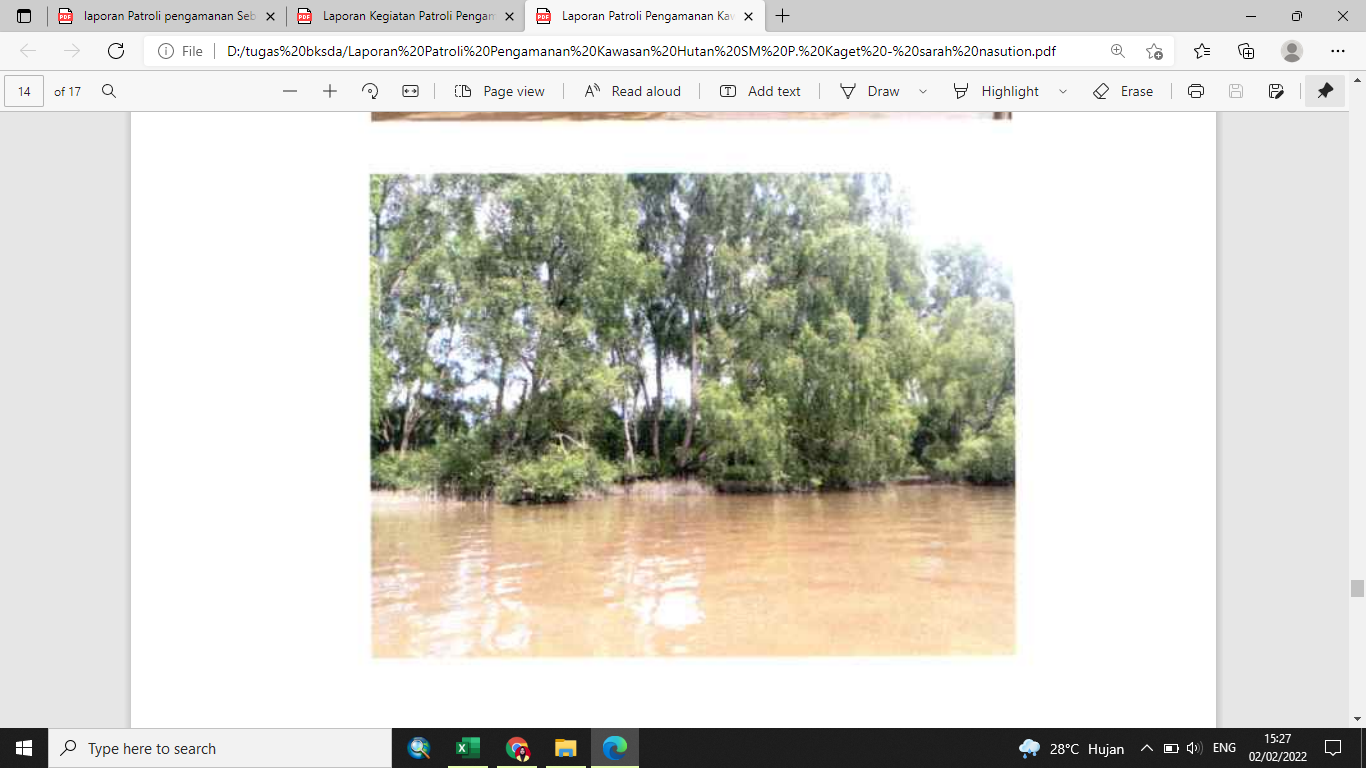 laporan Patroli pengamanan Seb
Laporan Kegiatan Patroli Pengam
Laporan Patroli Pengamanan Kaw
File
D:/tugas%20bksda/Laporan%20Patroli%20Pengamanan%20Kawasan%20Hutan%20SM%20P.%20Kaget%20-%20sarah%20nasution.pdf
14 of 17
Page view
Read aloud
Add text
Draw
Highlight
Erase
Type here to search
28°C Hujan
ENG
15:27
02/02/2022